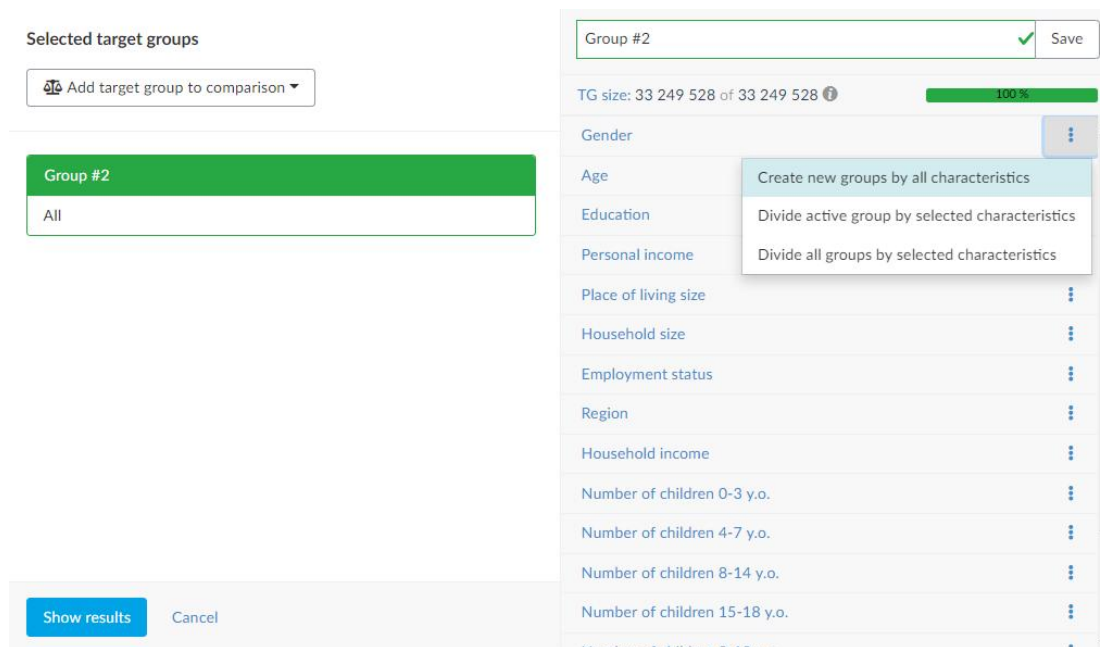 Selected target groups
Add target group to comparison
Group #2
All
Show results
Cancel
Group #2
Save
TG size: 33 249 528 of 33 249 528
100 %
Gender
Age
Education
Personal income
Create new groups by all characteristics
Divide active group by selected characteristics
Divide all groups by selected characteristics
Place of living size
Household size
Employment status
Region
Household income
Number of children 0-3 y.o.
Number of children 4-7 y.o.
Number of children 8-14 y.o.
Number of children 15-18 y.o.